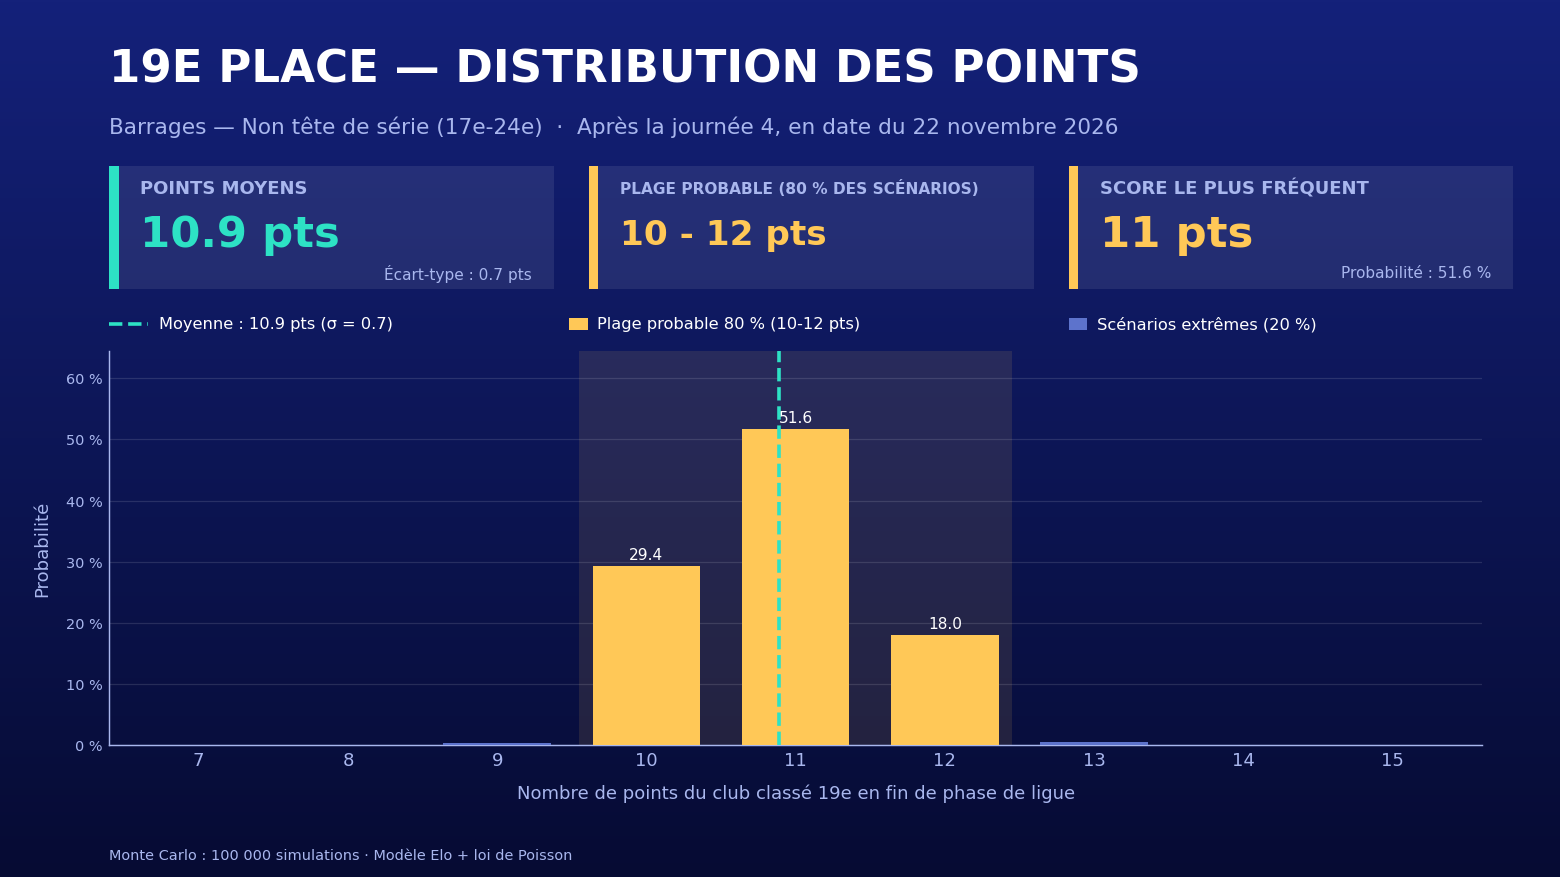 19E PLACE — DISTRIBUTION DES POINTS
Barrages — Non tête de série (17e-24e) · Après la journée 4, en date du 22 novembre 2026
POINTS MOYENS
10.9 pts
Écart-type : 0.7 pts
PLAGE PROBABLE (80 % DES SCÉNARIOS)
10 - 12 pts
SCORE LE PLUS FRÉQUENT
11 pts
Probabilité : 51.6 %
Moyenne : 10.9 pts (σ = 0.7)
Plage probable 80 % (10-12 pts)
Scénarios extrêmes (20 %)
Probabilité
60 %
50 %
40 %
30 %
20 %
10 %
0 %
29.4
51.6
18.0
7 8 9 10 11 12 13 14 15
Nombre de points du club classé 19e en fin de phase de ligue
Monte Carlo : 100 000 simulations · Modèle Elo + loi de Poisson